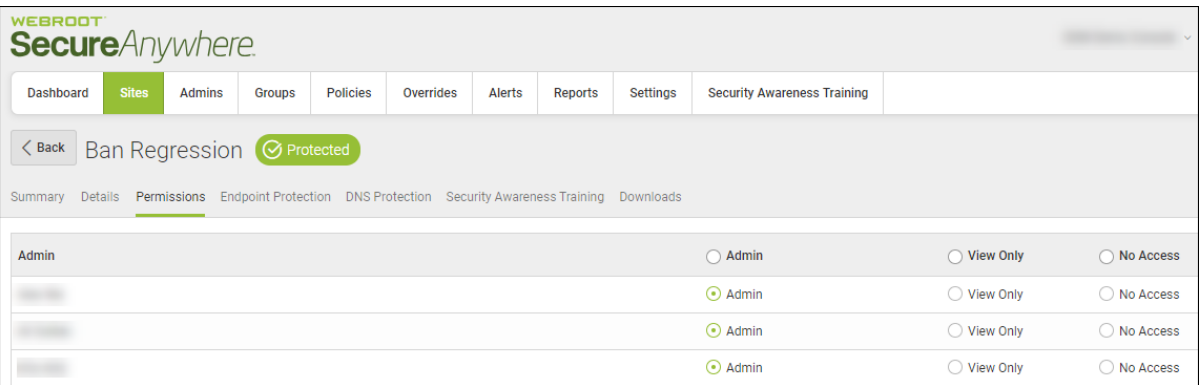 WEBROOT
SecureAnywhere.
Dashboard Sites Admins Groups Policies Overrides Alerts Reports Settings Security Awareness Training
Back Ban Regression Protected
Summary Details Permissions Endpoint Protection DNS Protection Security Awareness Training Downloads
Admin Admin View Only No Access
Admin View Only No Access
Admin View Only No Access
Admin View Only No Access